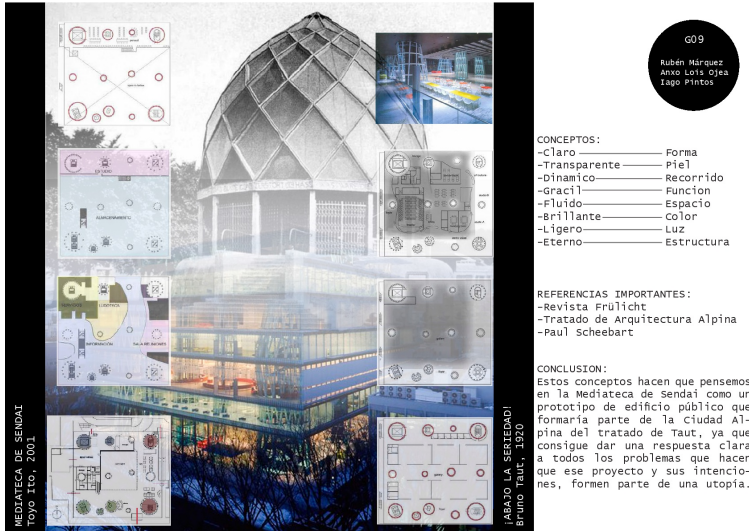 G09
Rubén Márquez
Anxo Lois Ojea
Iago Pintos
CONCEPTOS:
-Claro Forma
-Transparente Piel
-Dinamico Recorrido
-Gracil Funcion
-Fluido Espacio
-Brillante Color
-Ligero Luz
-Eterno Estructura
REFERENCIAS IMPORTANTES:
-Revista Frülicht
-Tratado de Arquitectura Alpina
-Paul Scheebart
CONCLUSION:
Estos conceptos hacen que pensemos
en la Mediateca de Sendai como un
prototipo de edificio público que
formaría parte de la Ciudad Al-
pina del tratado de Taut, ya que
consigue dar una respuesta clara
a todos los problemas que hacen
que ese proyecto y sus intencio-
nes, formen parte de una utopía.
MEDIATECA DE SENDAI
Toyo Ito, 2001
¡ABAJO LA SERIEDAD!
Bruno Taut, 1920
ESTUDIO
ALMACENAMIENTO
LUDOTECA
INFORMACION